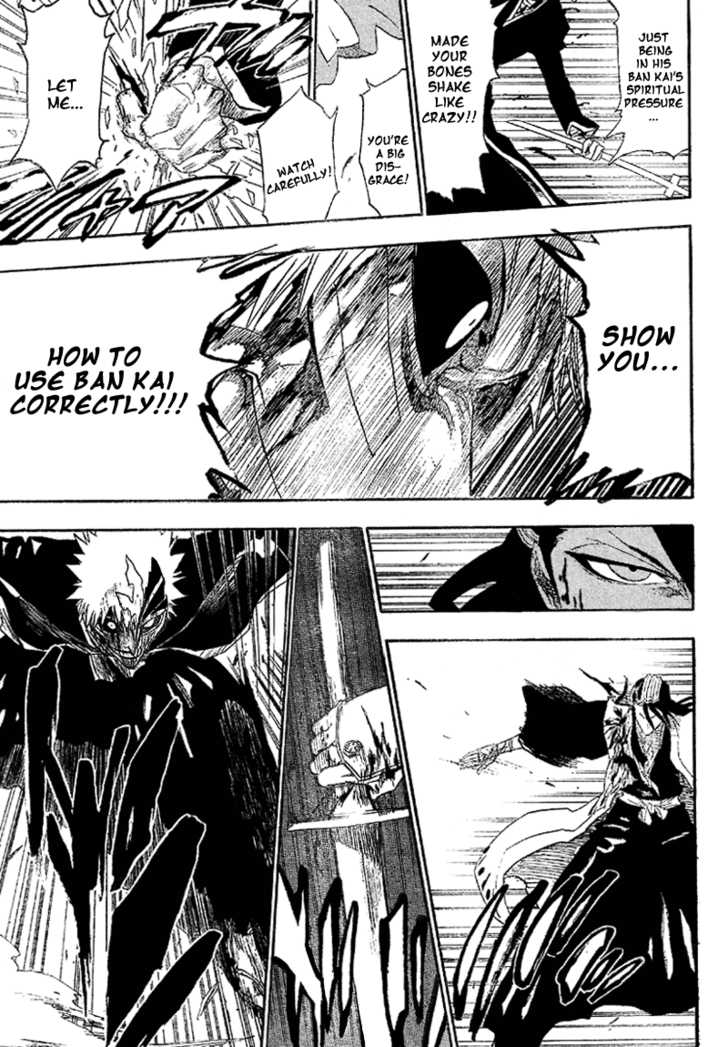 JUST
BEING
IN HIS
BAN KAI'S
SPIRITUAL
PRESSURE
...
MADE
YOUR
BONES
SHAKE
LIKE
CRAZY!!
YOU'RE
A BIG
DIS-
GRACE!
WATCH
CAREFULLY!
LET
ME...
SHOW
YOU...
HOW TO
USE BAN KAI
CORRECTLY!!!